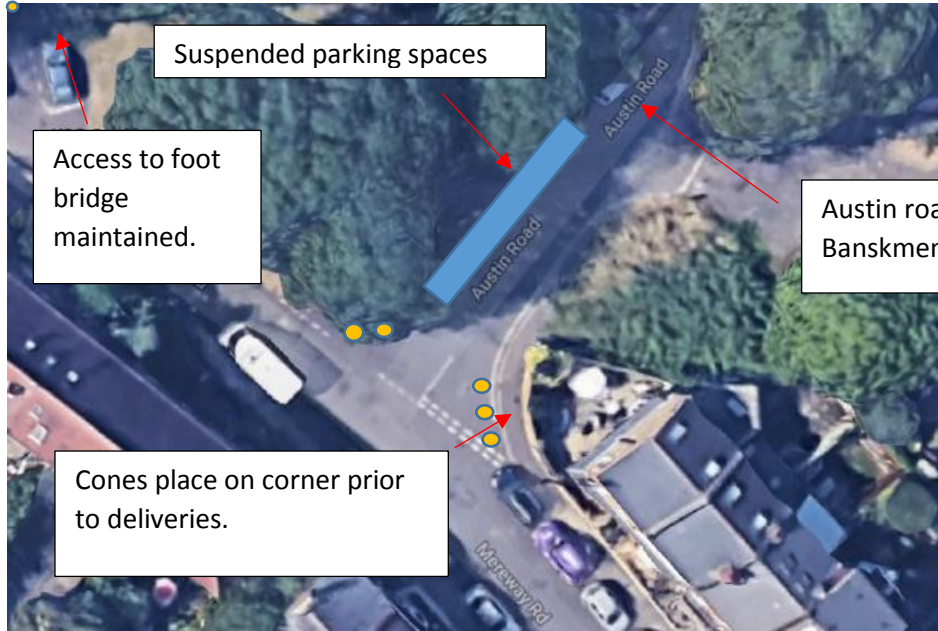 Suspended parking spaces
Austin Road
Access to foot
bridge
maintained.
Austin roa
Banskmer
Austin Road
Cones place on corner prior
to deliveries.
Mereway Rd